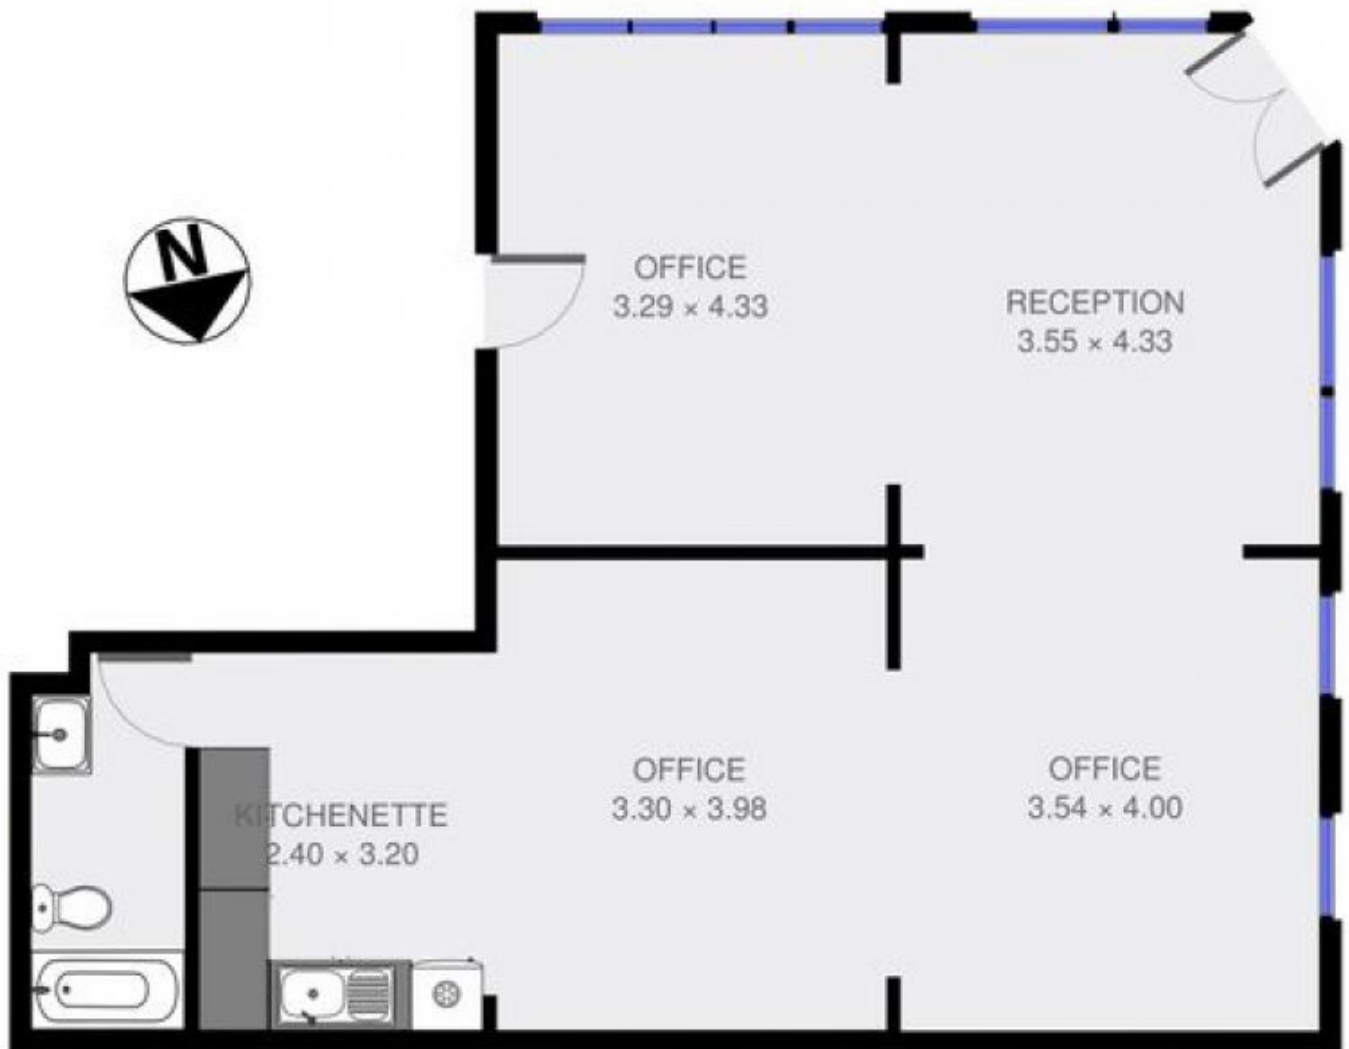 N
OFFICE
3.29 × 4.33
RECEPTION
3.55 × 4.33
OFFICE
3.30 × 3.98
OFFICE
3.54 × 4.00
KITCHENETTE
2.40 × 3.20